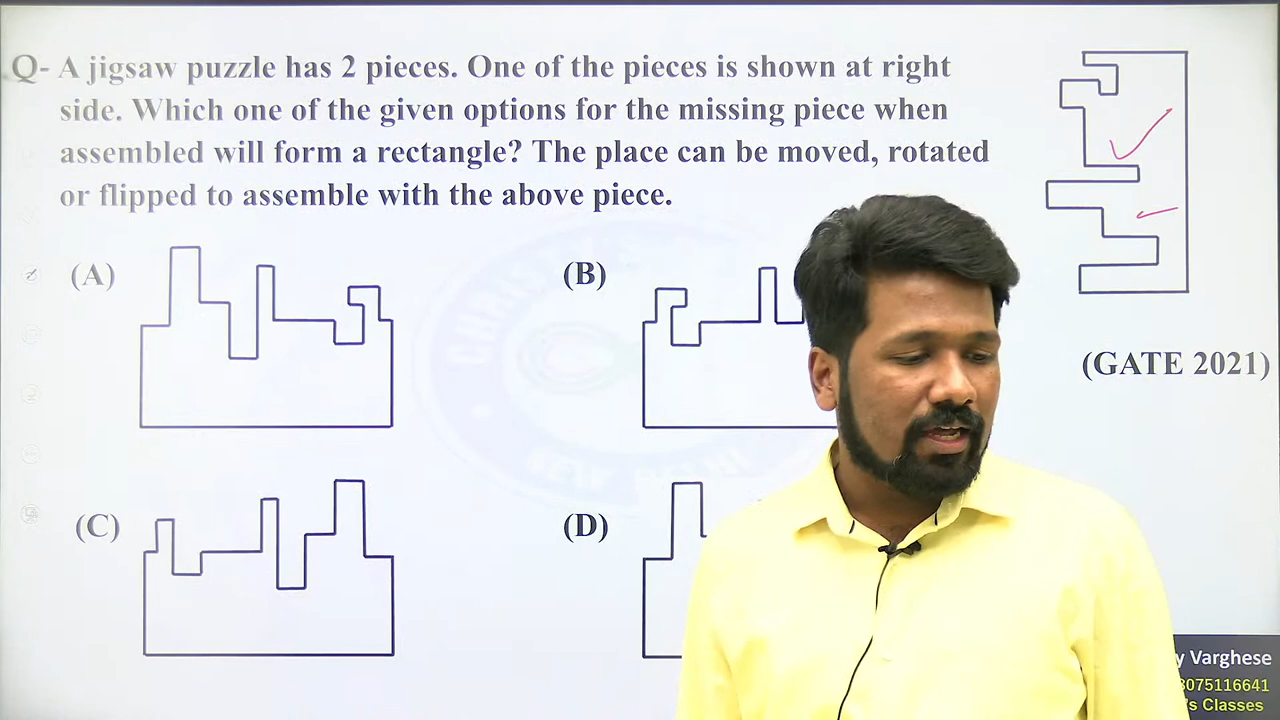 Q- A jigsaw puzzle has 2 pieces. One of the pieces is shown at right
side. Which one of the given options for the missing piece when
assembled will form a rectangle? The place can be moved, rotated
or flipped to assemble with the above piece.
(A)
(B)
(GATE 2021)
(C)
(D)
y Varghese
8075116641
's Classes